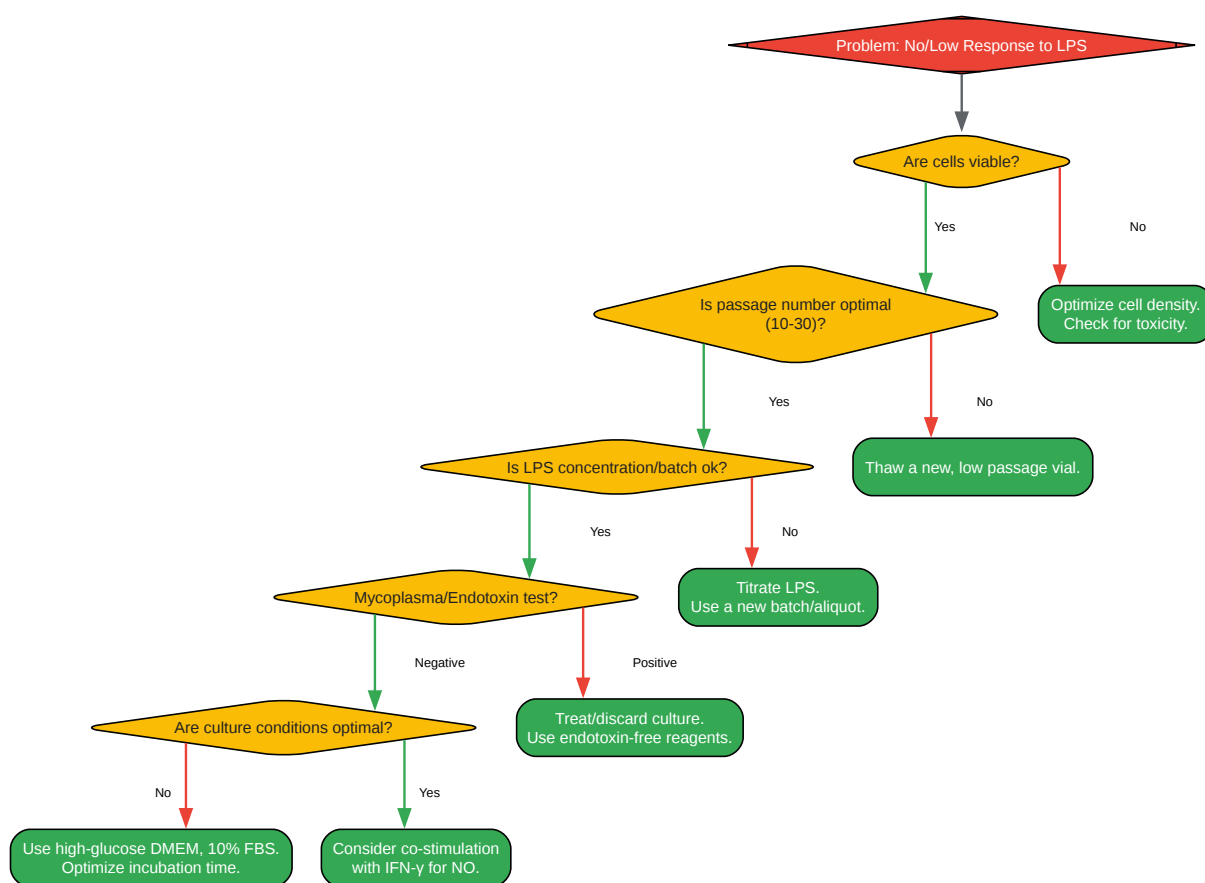 Problem: No/Low Response to LPS
Are cells viable?
Yes
No
Is passage number optimal
(10-30)?
Optimize cell density.
Check for toxicity.
Yes
No
Is LPS concentration/batch ok?
Thaw a new, low passage vial.
Yes
No
Mycoplasma/Endotoxin test?
Titrate LPS.
Use a new batch/aliquot.
Negative
Positive
Are culture conditions optimal?
Treat/discard culture.
Use endotoxin-free reagents.
No
Yes
Use high-glucose DMEM, 10% FBS.
Optimize incubation time.
Consider co-stimulation
with IFN-γ for NO.